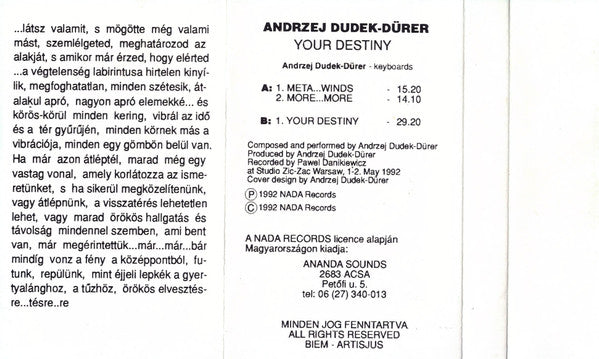 ...látsz valamit, s mögötte még valami
mást, szemlélgeted, meghatározod az
alakját, s amikor már érzed, hogy elérted
...a végtelenség labirintusa hirtelen kinyí-
lik, megfoghatatlan, minden szétesik, át-
alakul apró, nagyon apró elemekké... és
körös-körül minden kering, vibrál az idő
és a tér gyűrűjén, minden körnek más a
vibrációja, minden egy gömbön belül van.
Ha már azon átléptél, marad még egy
vastag vonal, amely korlátozza az isme-
retünket, s ha sikerül megközelítenünk,
vagy átlépnünk, a visszatérés lehetetlen
lehet, vagy marad örökös hallgatás és
távolság mindennel szemben, ami bent
van, már megérintettük...már...már...bár
mindíg vonz a fény a középpontból, fu-
tunk, repülünk, mint éjjeli lepkék a gyer-
tyalánghoz, a tűzhöz, örökös elvesztés-
re...tésre..re
ANDRZEJ DUDEK-DÜRER
YOUR DESTINY
Andrzej Dudek-Dürer - keyboards
A: 1. META...WINDS - 15.20
2. MORE...MORE - 14.10
B: 1. YOUR DESTINY - 29.20
Composed and performed by Andrzej Dudek-Dürer
Produced by Andrzej Dudek-Dürer
Recorded by Pawel Danikiewicz
at Studio Zic-Zac Warsaw, 1-2. May 1992
Cover design by Andrzej Dudek-Dürer
Ⓟ 1992 NADA Records
Ⓒ 1992 NADA Records
A NADA RECORDS licence alapján
Magyarországon kiadja:
ANANDA SOUNDS
2683 ACSA
Petőfi u. 5.
tel: 06 (27) 340-013
MINDEN JOG FENNTARTVA
ALL RIGHTS RESERVED
BIEM - ARTISJUS